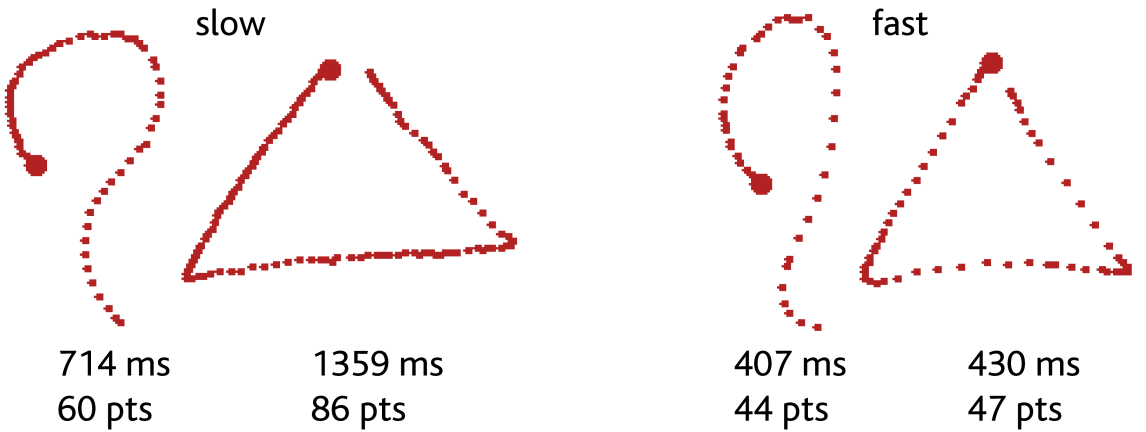 slow
fast
714 ms
1359 ms
407 ms
430 ms
60 pts
86 pts
44 pts
47 pts